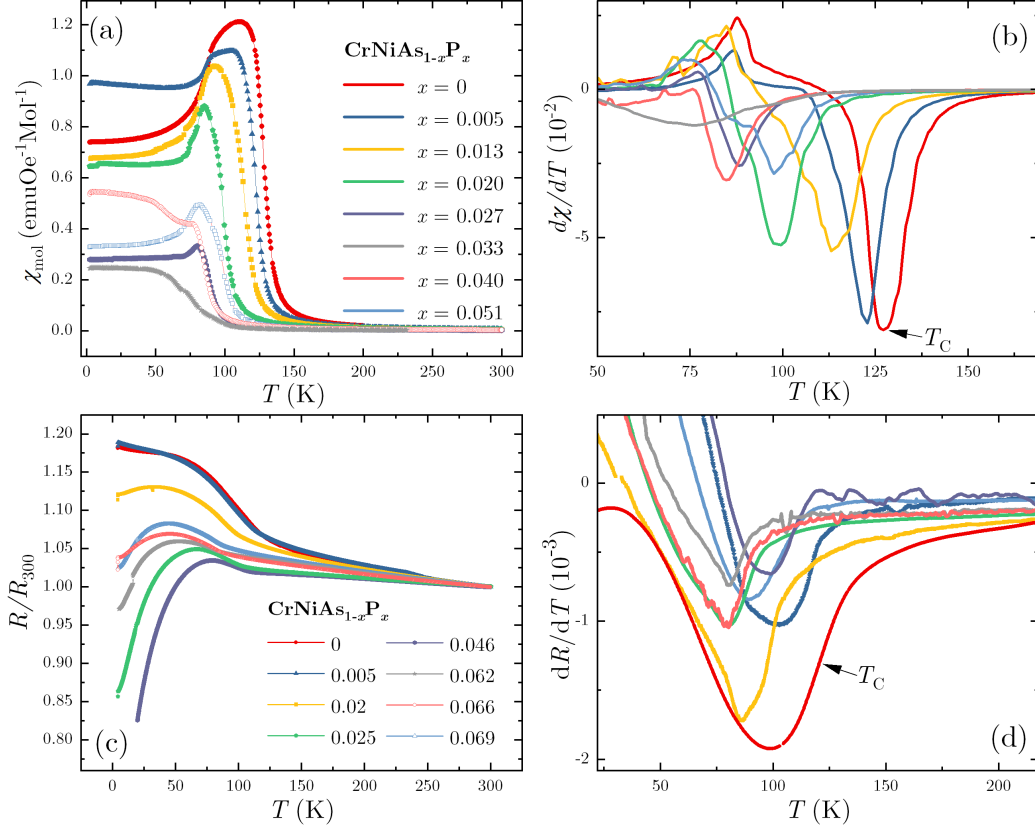 (a)
CrNiAs1-xPx
x = 0
x = 0.005
x = 0.013
x = 0.020
x = 0.027
x = 0.033
x = 0.040
x = 0.051
1.2
1.0
0.8
0.6
0.4
0.2
0.0
χmol (emuOe-1Mol-1)
0 50 100 150 200 250 300
T (K)
(b)
0
-5
dχ/dT (10-2)
TC
50 75 100 125 150
T (K)
1.20
1.15
1.10
1.05
1.00
0.95
0.90
0.85
0.80
R/R300
CrNiAs1-xPx
0 0.046
0.005 0.062
0.02 0.066
0.025 0.069
(c)
0 50 100 150 200 250 300
T (K)
0
-1
-2
dR/dT (10-3)
TC
(d)
50 100 150 200
T (K)